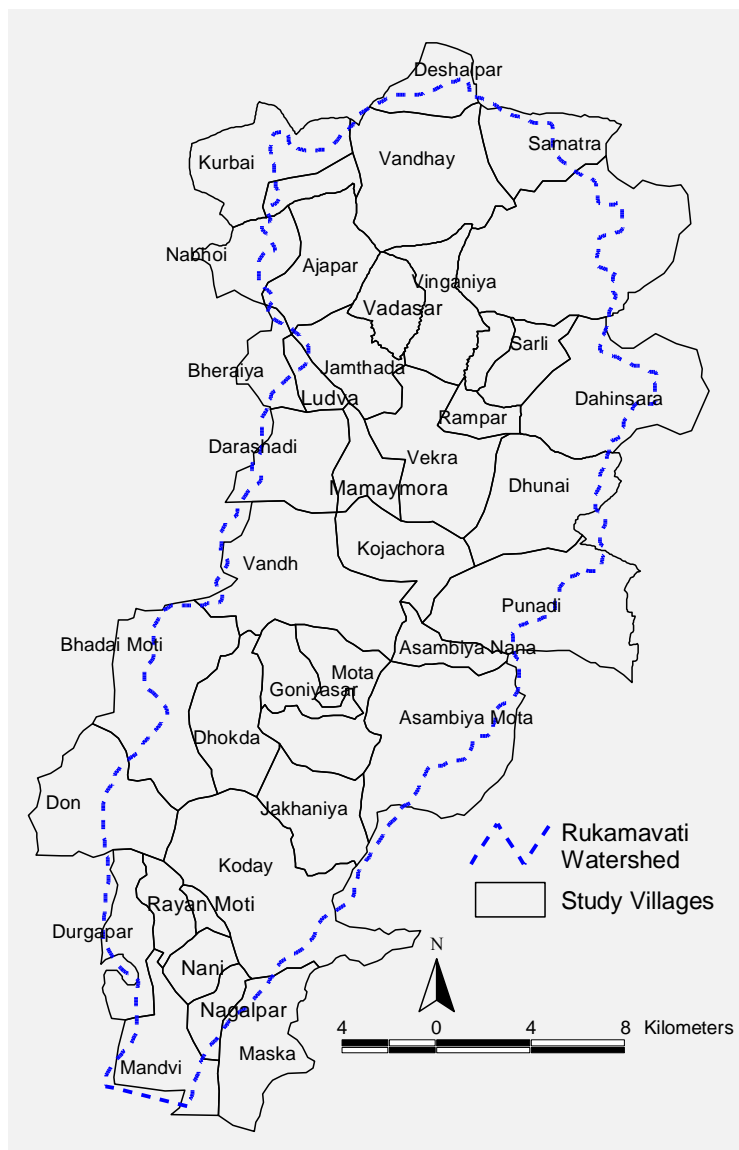 Deshalpar
Samatra
Kurbai
Vandhay
Nabhoi
Ajapar
Vinganiya
Vadasar
Sarli
Bheraiya
Jamthada
Ludva
Dahinsara
Rampar
Darashadi
Vekra
Mamaymora
Dhunai
Kojachora
Vandh
Punadi
Bhadai Moti
Asambiya Nana
Mota
Goniyasar
Asambiya Mota
Dhokda
Don
Jakhaniya
Koday
Rayan Moti
Durgapar
Nani
Nagalpar
Mandvi
Maska
Rukamavati
Watershed
Study Villages
N
4 0 4 8 Kilometers